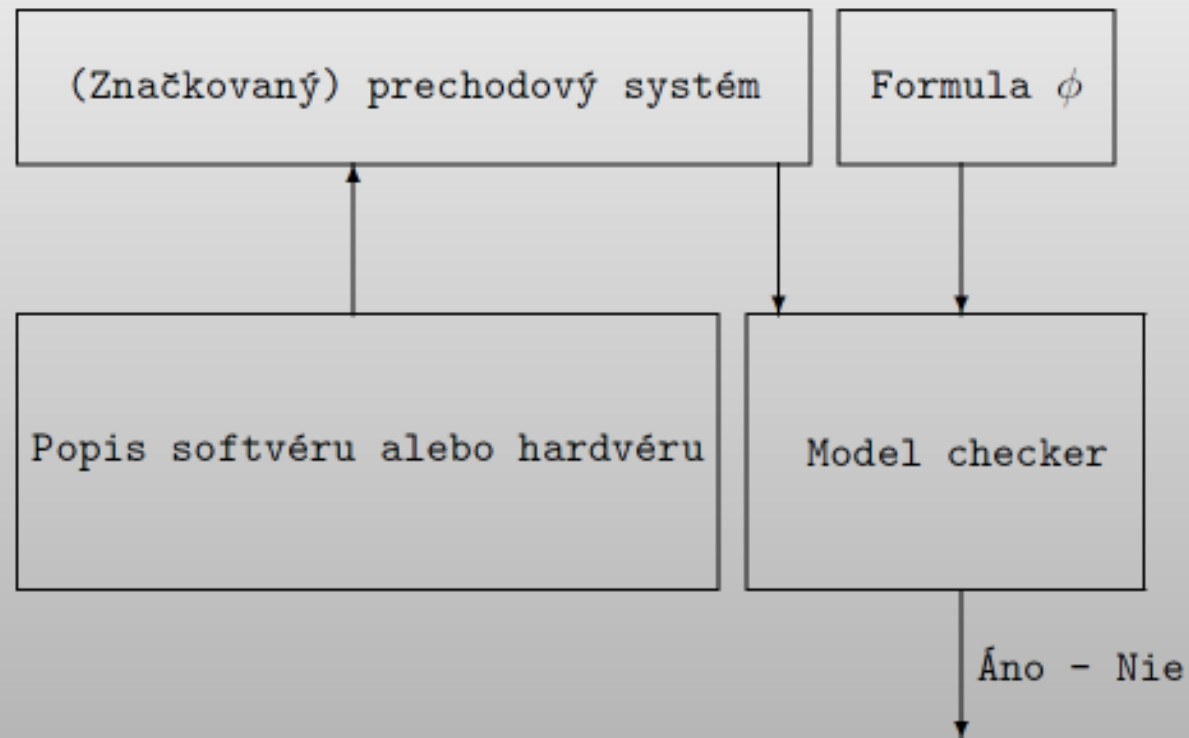 (Značkovaný) prechodový systém
Formula ϕ
Popis softvéru alebo hardvéru
Model checker
Áno - Nie